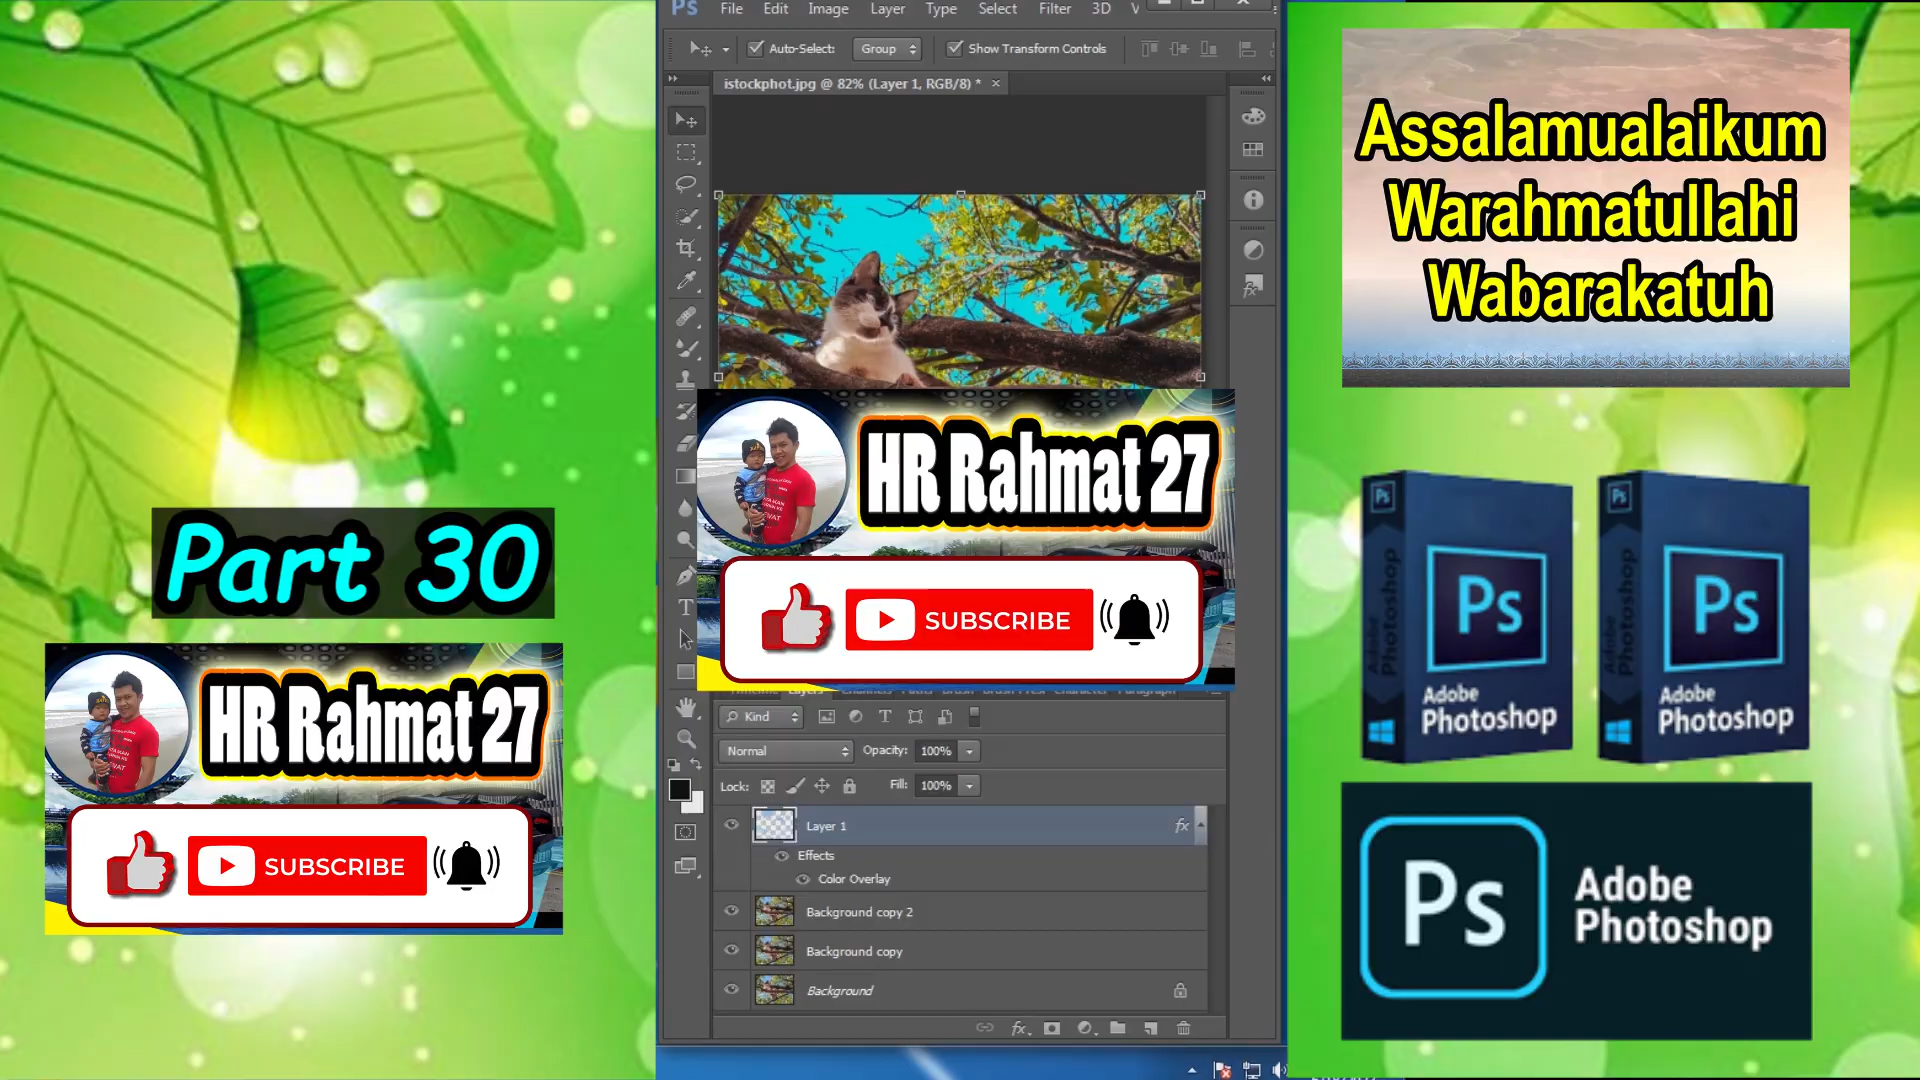 Part 30
HR Rahmat 27
SUBSCRIBE
Ps File Edit Image Layer Type Select Filter 3D
Auto-Select: Group Show Transform Controls
istockphot.jpg @ 82% (Layer 1, RGB/8) * ×
HR Rahmat 27
SUBSCRIBE
Kind
Normal Opacity: 100%
Lock: Fill: 100%
Layer 1 fx
Effects
Color Overlay
Background copy 2
Background copy
Background
Assalamualaikum
Warahmatullahi
Wabarakatuh
Ps
Adobe
Photoshop
Ps
Adobe
Photoshop
Ps
Adobe
Photoshop